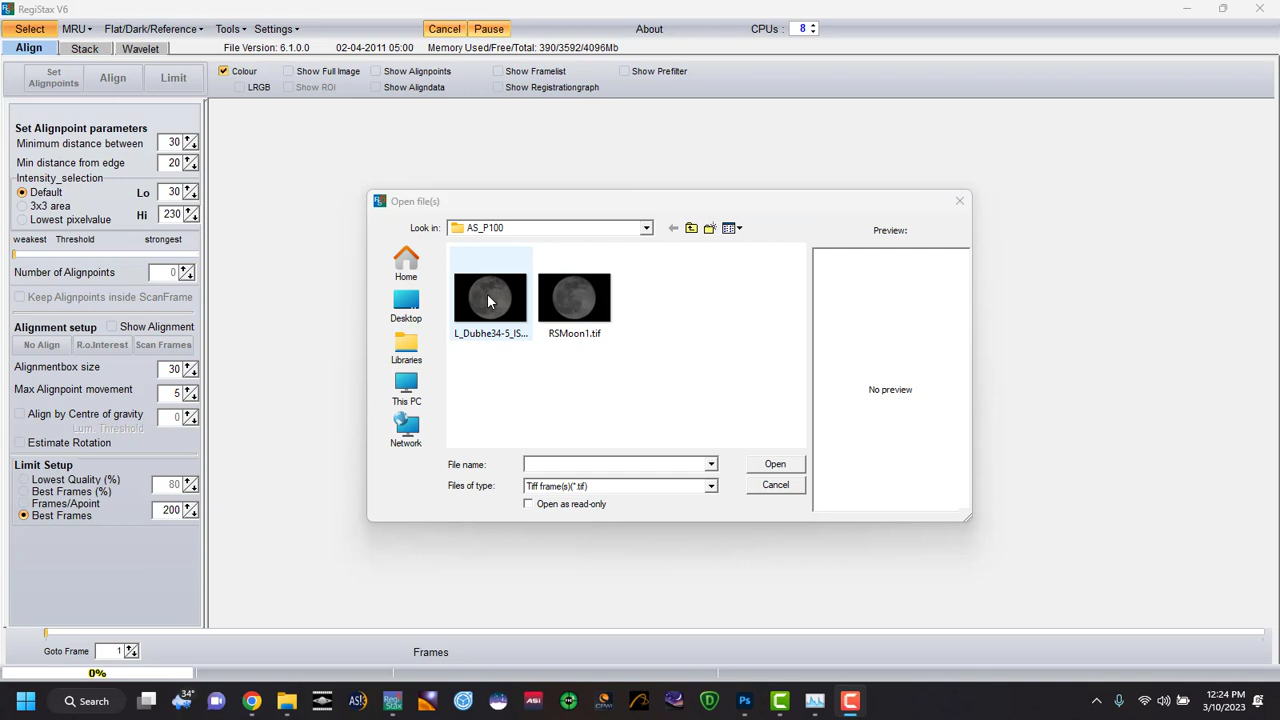 RegiStax
Select MRU Flat/Dark/Reference Tools Settings Cancel Pause About CPUs : 8
Align Stack Wavelet File Version: 6.1.0.0 02-04-2011 05:00 Memory Used/Free/Total: 390/3592/4096Mb
Set Alignpoints Align Limit
Colour Show Full Image Show Alignpoints Show Framelist Show Prefilter
LRGB Show ROI Show Aligndata Show Registrationgraph
Set Alignpoint parameters
Minimum distance between 30
Min distance from edge 20
Intensity_selection
Default Lo 30
3x3 area
Lowest pixelvalue Hi 230
weakest Threshold strongest
Number of Alignpoints 0
Keep Alignpoints inside ScanFrame
Alignment setup Show Alignment
No Align R.o.Interest Scan Frames
Alignmentbox size 30
Max Alignpoint movement 5
Align by Centre of gravity 0
Lum. Threshold
Estimate Rotation
Limit Setup
Lowest Quality (%) 80
Best Frames (%)
Frames/Apoint
Best Frames 200
Goto Frame 1 Frames
0%
Open file(s)
Look in: AS_P100
Preview:
Home
Desktop
Libraries
This PC
Network
L_Dubhe34-5_lS... RSMoon1.tif
No preview
File name: Open
Files of type: Tiff frame(s)(*.tif) Cancel
Open as read-only
Search
34°
RegiStax
ASI
CPWI
12:24 PM
3/10/2023